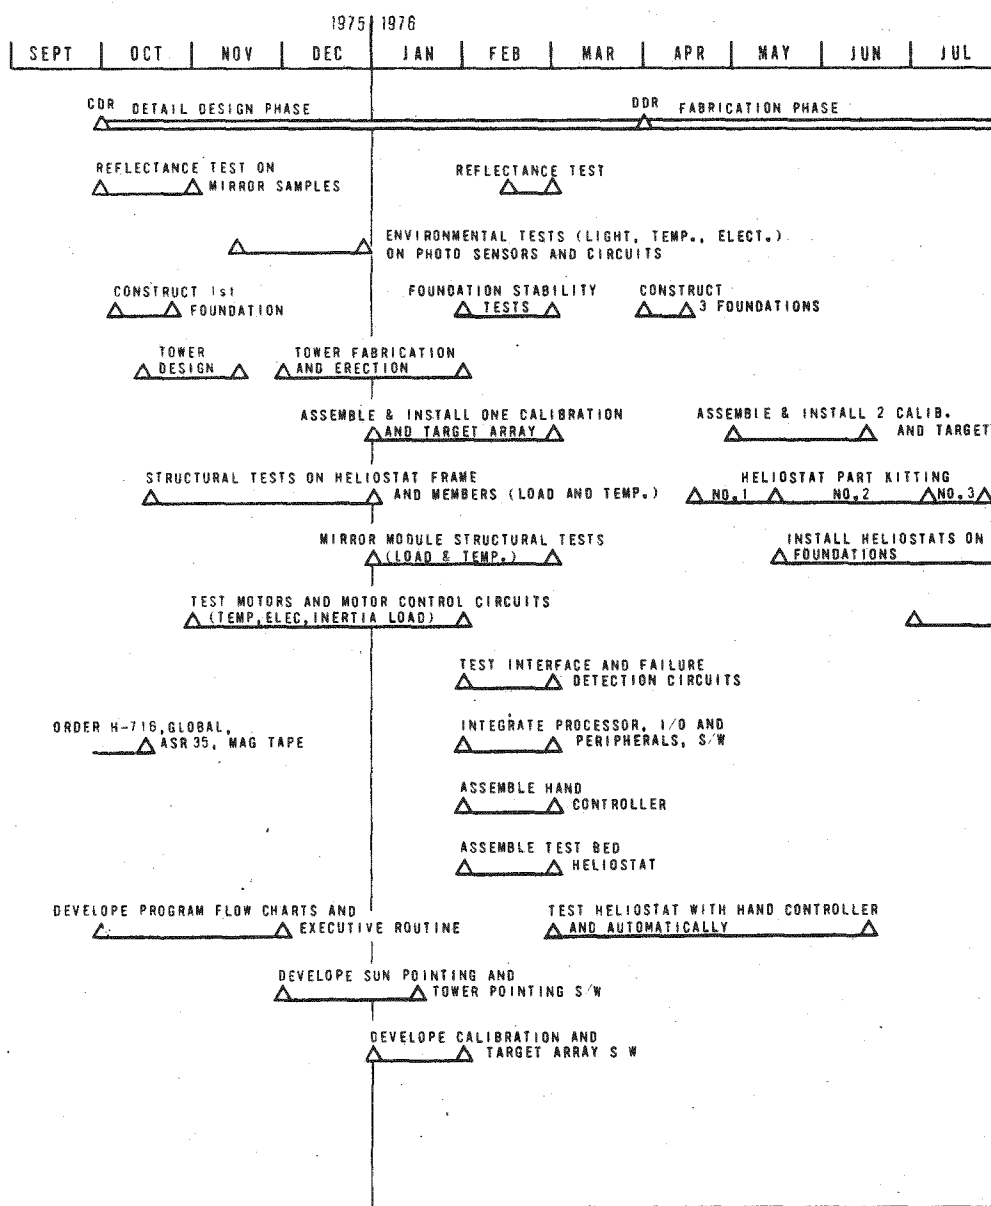 1975 1976
SEPT OCT NOV DEC JAN FEB MAR APR MAY JUN JUL
CDR DETAIL DESIGN PHASE DDR FABRICATION PHASE
REFLECTANCE TEST ON
MIRROR SAMPLES
REFLECTANCE TEST
ENVIRONMENTAL TESTS (LIGHT, TEMP., ELECT.)
ON PHOTO SENSORS AND CIRCUITS
CONSTRUCT 1st
FOUNDATION
FOUNDATION STABILITY
TESTS
CONSTRUCT
3 FOUNDATIONS
TOWER
DESIGN
TOWER FABRICATION
AND ERECTION
ASSEMBLE & INSTALL ONE CALIBRATION
AND TARGET ARRAY
ASSEMBLE & INSTALL 2 CALIB.
AND TARGET
STRUCTURAL TESTS ON HELIOSTAT FRAME
AND MEMBERS (LOAD AND TEMP.)
HELIOSTAT PART KITTING
NO.1 NO.2 NO.3
MIRROR MODULE STRUCTURAL TESTS
(LOAD & TEMP.)
INSTALL HELIOSTATS ON
FOUNDATIONS
TEST MOTORS AND MOTOR CONTROL CIRCUITS
(TEMP,ELEC,INERTIA LOAD)
TEST INTERFACE AND FAILURE
DETECTION CIRCUITS
ORDER H-716,GLOBAL,
ASR 35, MAG TAPE
INTEGRATE PROCESSOR, I/O AND
PERIPHERALS, S/W
ASSEMBLE HAND
CONTROLLER
ASSEMBLE TEST BED
HELIOSTAT
DEVELOPE PROGRAM FLOW CHARTS AND
EXECUTIVE ROUTINE
TEST HELIOSTAT WITH HAND CONTROLLER
AND AUTOMATICALLY
DEVELOPE SUN POINTING AND
TOWER POINTING S/W
DEVELOPE CALIBRATION AND
TARGET ARRAY S W